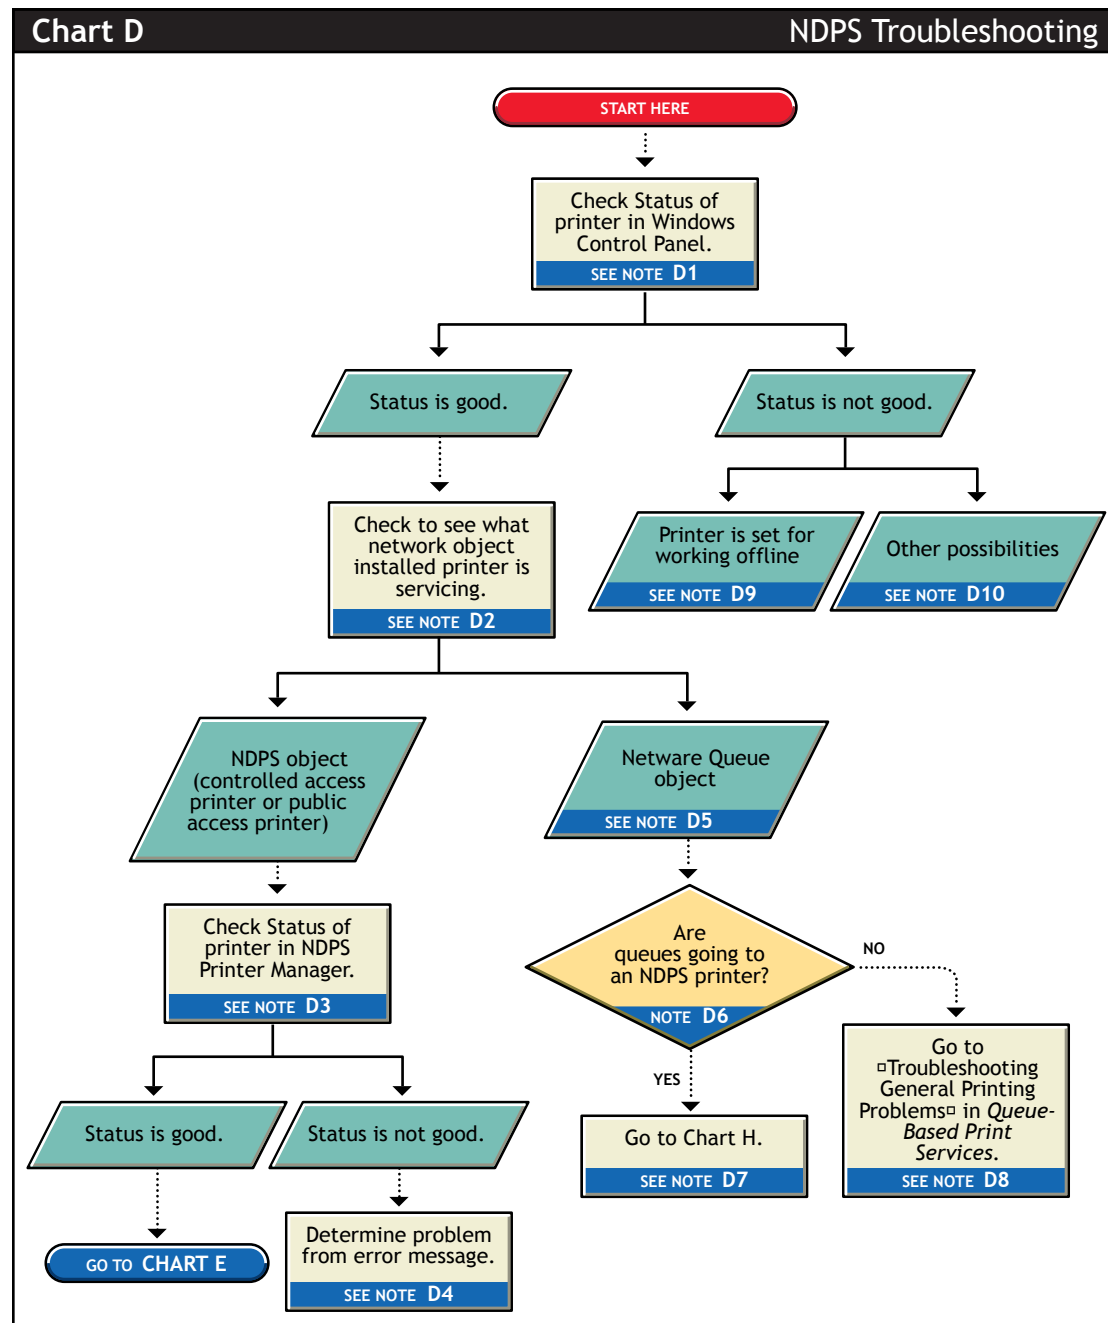 Chart D
NDPS Troubleshooting
START HERE
Check Status of
printer in Windows
Control Panel.
SEE NOTE D1
Status is good.
Status is not good.
Check to see what
network object
installed printer is
servicing.
SEE NOTE D2
Printer is set for
working offline
SEE NOTE D9
Other possibilities
SEE NOTE D10
NDPS object
(controlled access
printer or public
access printer)
Netware Queue
object
SEE NOTE D5
Check Status of
printer in NDPS
Printer Manager.
SEE NOTE D3
Are
queues going to
an NDPS printer?
NOTE D6
NO
YES
Go to
▫Troubleshooting
General Printing
Problems▫ in Queue-
Based Print
Services.
SEE NOTE D8
Status is good.
Status is not good.
Go to Chart H.
SEE NOTE D7
GO TO CHART E
Determine problem
from error message.
SEE NOTE D4